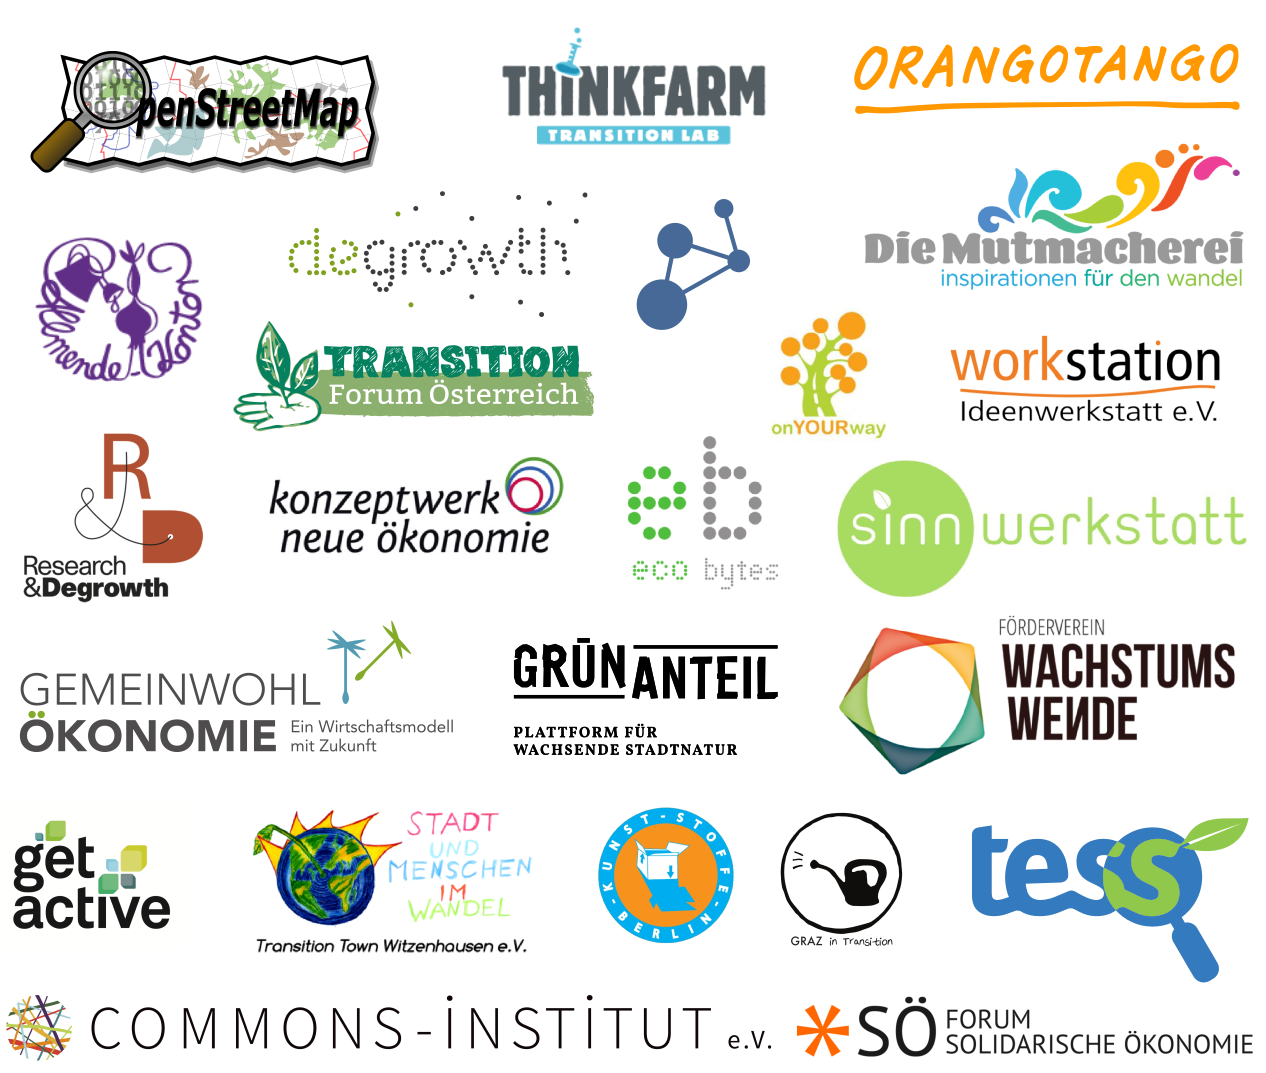 OpenStreetMap
THINKFARM
TRANSITION LAB
ORANGOTANGO
Die Mutmacherei
inspirationen für den wandel
degrowth
Allmende-Kontor
TRANSITION
Forum Österreich
onYOURway
workstation
Ideenwerkstatt e.V.
R
D
Research
&Degrowth
konzeptwerk
neue ökonomie
eb
eco bytes
sinnwerkstatt
GEMEINWOHL
ÖKONOMIE
Ein Wirtschaftsmodell
mit Zukunft
GRÜNANTEIL
PLATTFORM FÜR
WACHSENDE STADTNATUR
FÖRDERVEREIN
WACHSTUMS
WENDE
get
active
STADT
UND
MENSCHEN
IM
WANDEL
Transition Town Witzenhausen e.V.
KUNST-STOFFE-BERLIN-
GRAZ in Transition
tess
COMMONS-INSTITUT e.V.
SÖ
FORUM
SOLIDARISCHE ÖKONOMIE